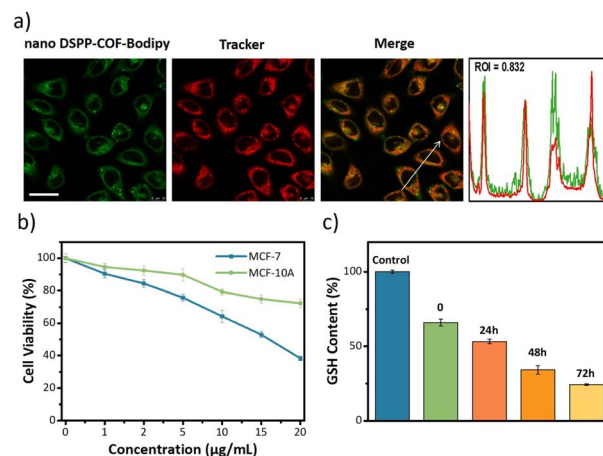 a)
nano DSPP-COF-Bodipy Tracker Merge
ROI = 0.832
b)
Cell Viability (%)
120
100
80
60
40
20
0
MCF-7
MCF-10A
0 1 2 5 10 15 20
Concentration (μg/mL)
c)
GSH Content (%)
100
50
0
Control
0
24h
48h
72h